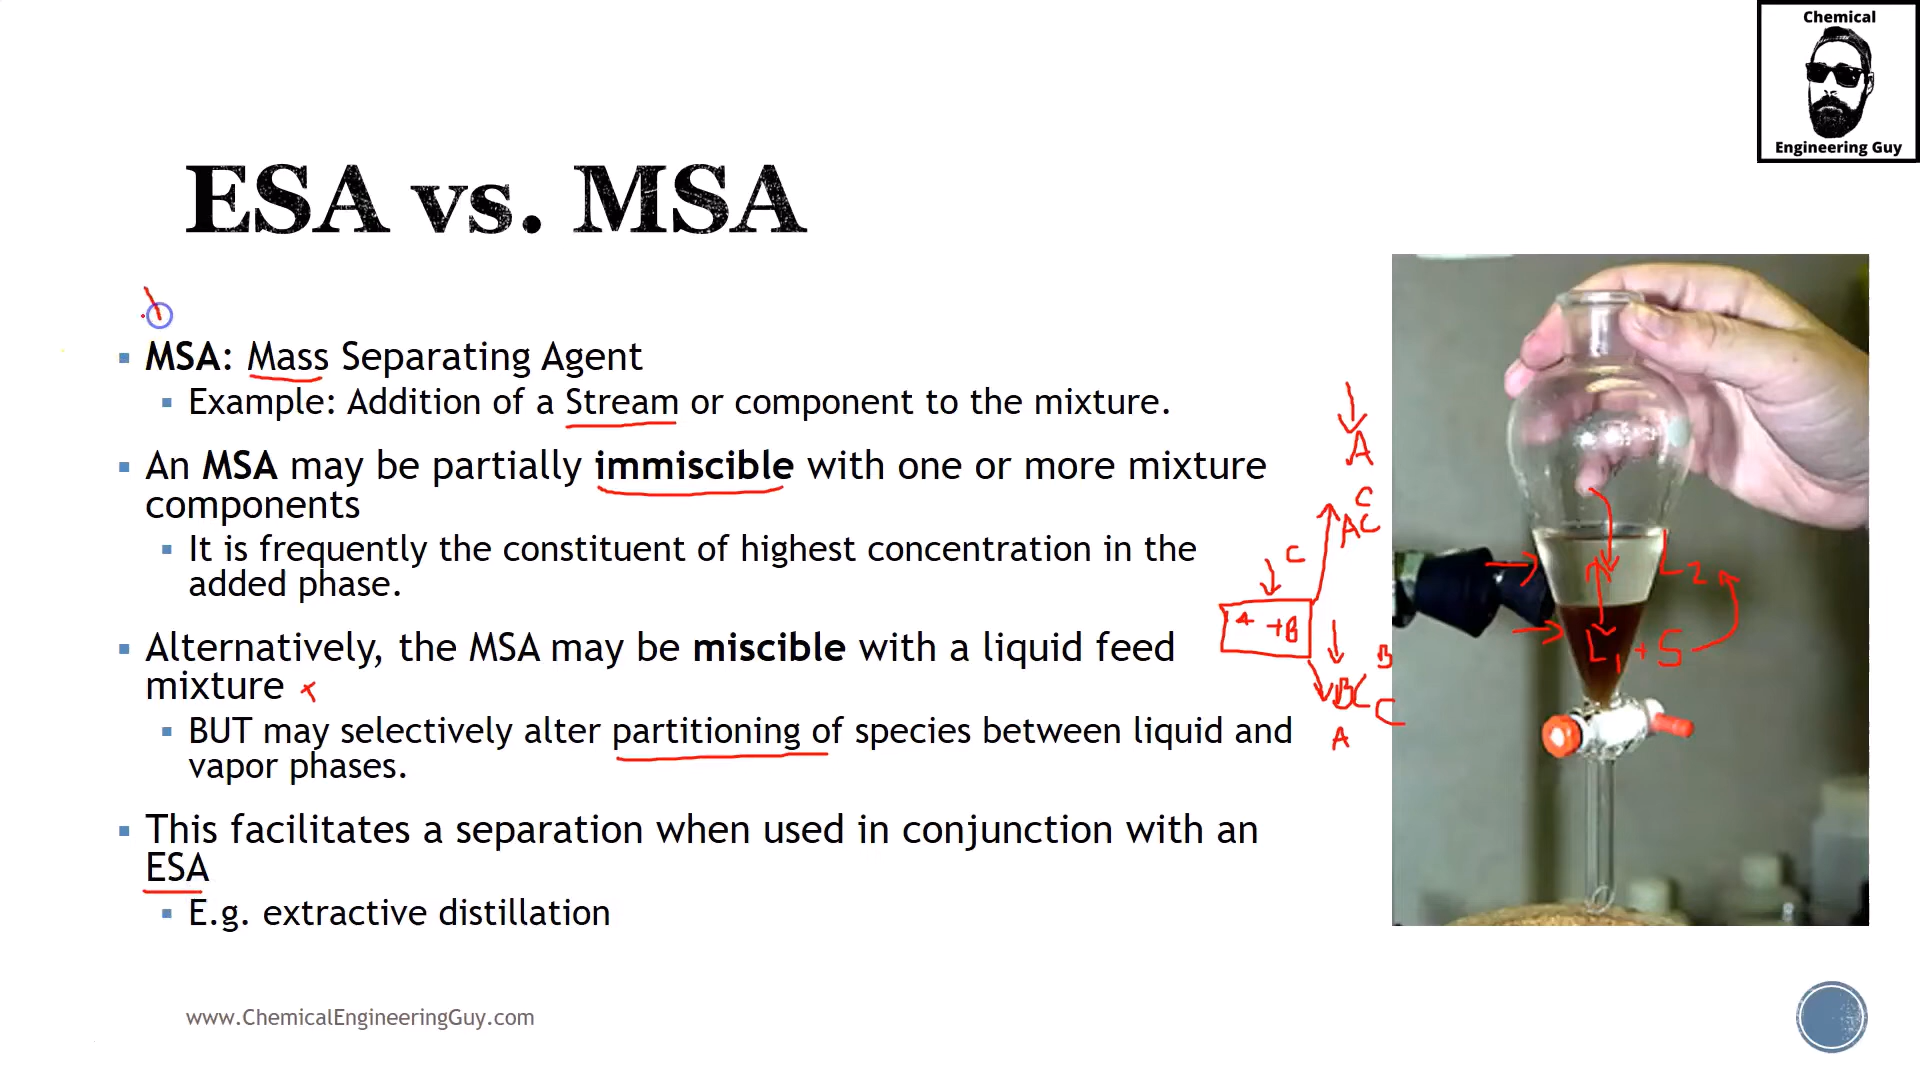 Chemical
Engineering Guy
ESA vs. MSA
MSA: Mass Separating Agent
Example: Addition of a Stream or component to the mixture.
An MSA may be partially immiscible with one or more mixture
components
It is frequently the constituent of highest concentration in the
added phase.
Alternatively, the MSA may be miscible with a liquid feed
mixture
BUT may selectively alter partitioning of species between liquid and
vapor phases.
This facilitates a separation when used in conjunction with an
ESA
E.g. extractive distillation
A
C
AC
C
A +B
B
BC
C
A
L2
L1+S
www.ChemicalEngineeringGuy.com